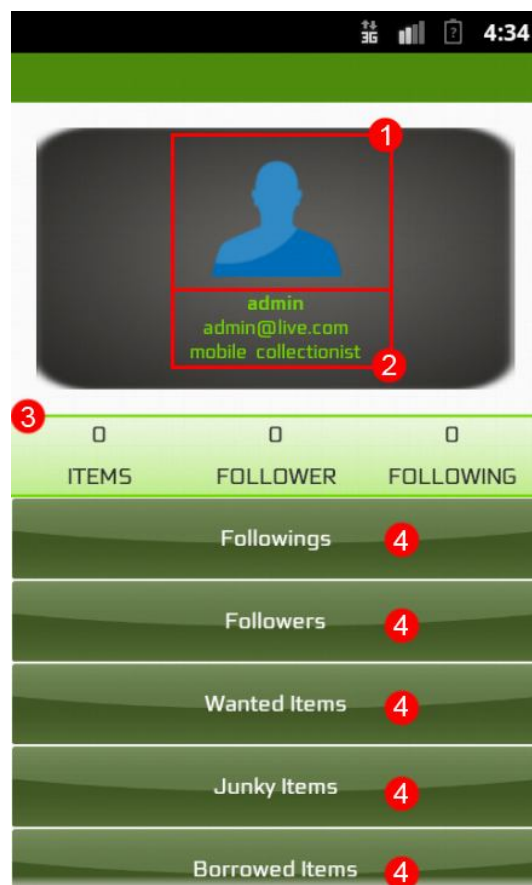 3G ? 4:34
1
admin
admin@live.com
mobile collectionist
2
3
0 0 0
ITEMS FOLLOWER FOLLOWING
Followings 4
Followers 4
Wanted Items 4
Junky Items 4
Borrowed Items 4